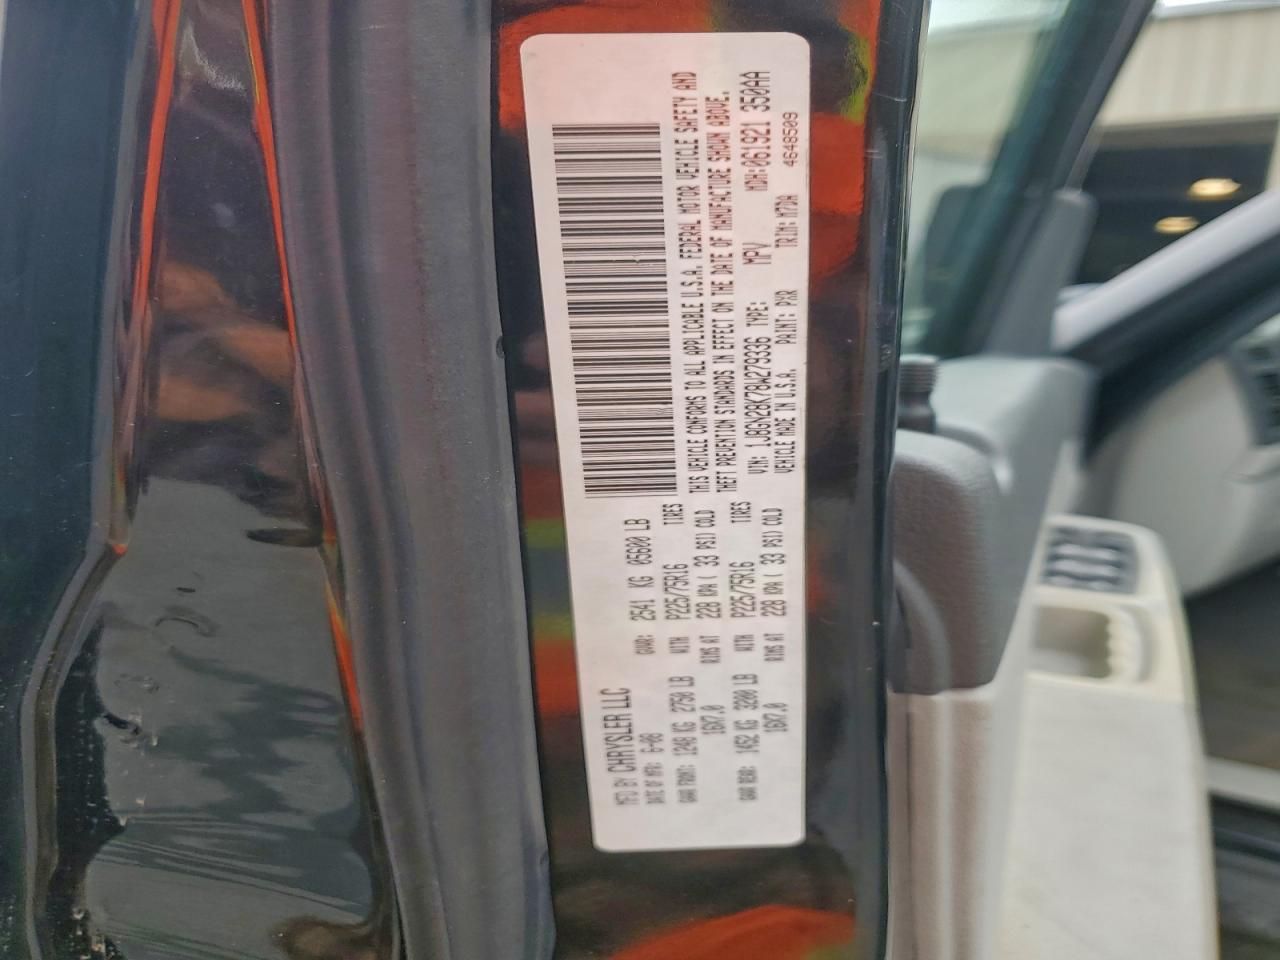 MFD BY CHRYSLER LLC
DATE OF MFR: 6-08 GVWR: 2541 KG 05600 LB
GAWR FRONT: 1248 KG 2750 LB WITH P225/75R16 TIRES
16X7.0 RIMS AT 228 KPA( 33 PSI) COLD
GAWR REAR: 1452 KG 3200 LB WITH P225/75R16 TIRES
16X7.0 RIMS AT 228 KPA( 33 PSI) COLD
THIS VEHICLE CONFORMS TO ALL APPLICABLE U.S.A. FEDERAL MOTOR VEHICLE SAFETY AND
THEFT PREVENTION STANDARDS IN EFFECT ON THE DATE OF MANUFACTURE SHOWN ABOVE.
VIN: 1J8GY28K78W279336 TYPE: MPV MDH:061921 350AA
VEHICLE MADE IN U.S.A. PAINT: PXR TRIM: M7DA 4648509